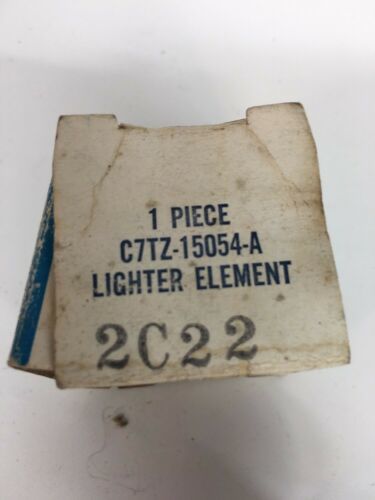 1 PIECE
C7TZ-15054-A
LIGHTER ELEMENT
2C22